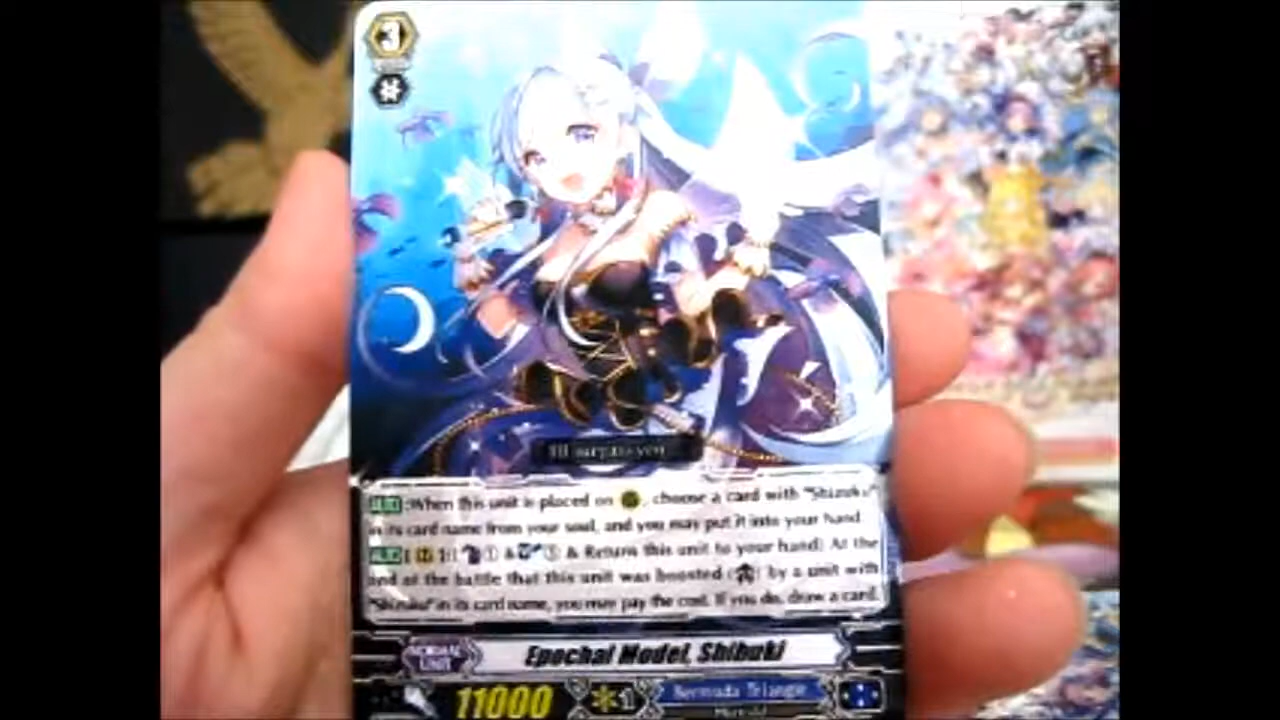 3
I'll surpass you.
AUTO :When this unit is placed on , choose a card with "Shizuku"
in its card name from your soul, and you may put it into your hand.
AUTO [ ]:[ 1 & & Return this unit to your hand] At the
end of the battle that this unit was boosted ( ) by a unit with
"Shizuku" in its card name, you may pay the cost. If you do, draw a card.
NORMAL
UNIT
Epochal Model, Shibuki
11000
1
Bermuda Triangle
Mermaid